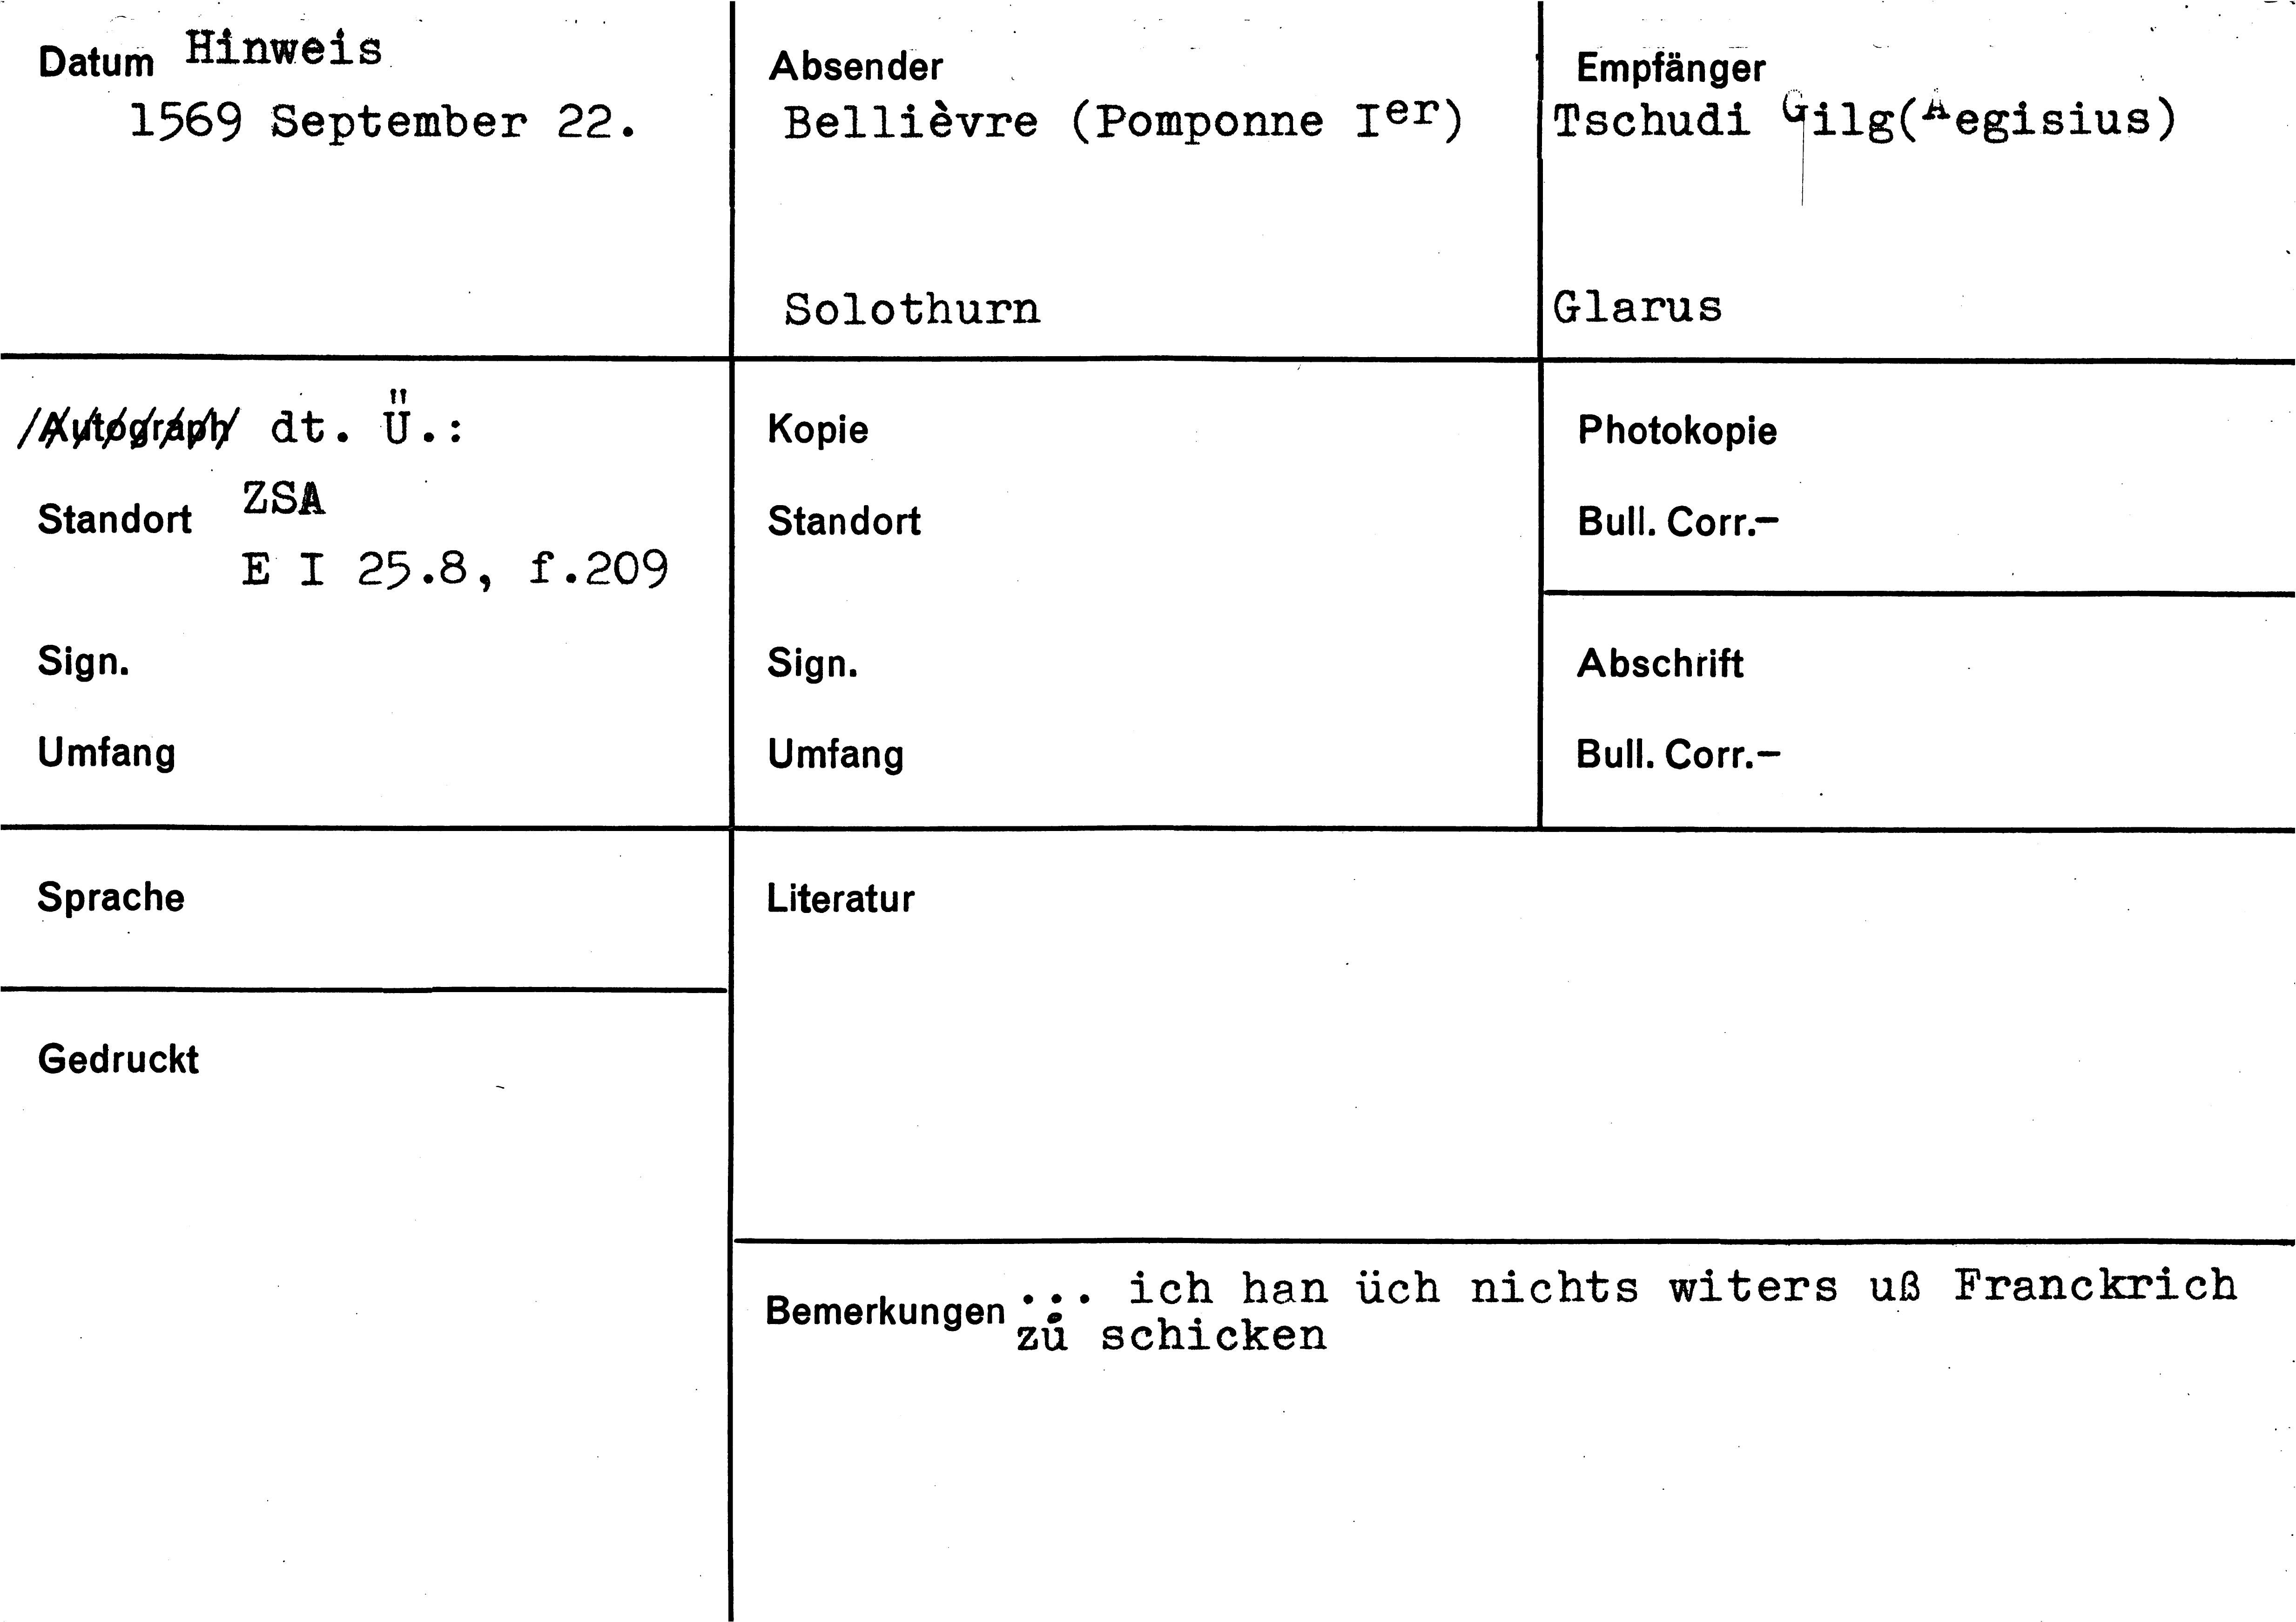 Datum Hinweis
1569 September 22.
Absender
Bellièvre (Pomponne Ier)
Solothurn
Empfänger
Tschudi Gilg(Aegisius)
Glarus
Autograph dt. Ü.:
Standort ZSA
E I 25.8, f.209
Sign.
Umfang
Kopie
Standort
Sign.
Umfang
Photokopie
Bull. Corr.–
Abschrift
Bull. Corr.–
Sprache
Gedruckt
Literatur
Bemerkungen ... ich han üch nichts witers uß Franckrich
zů schicken